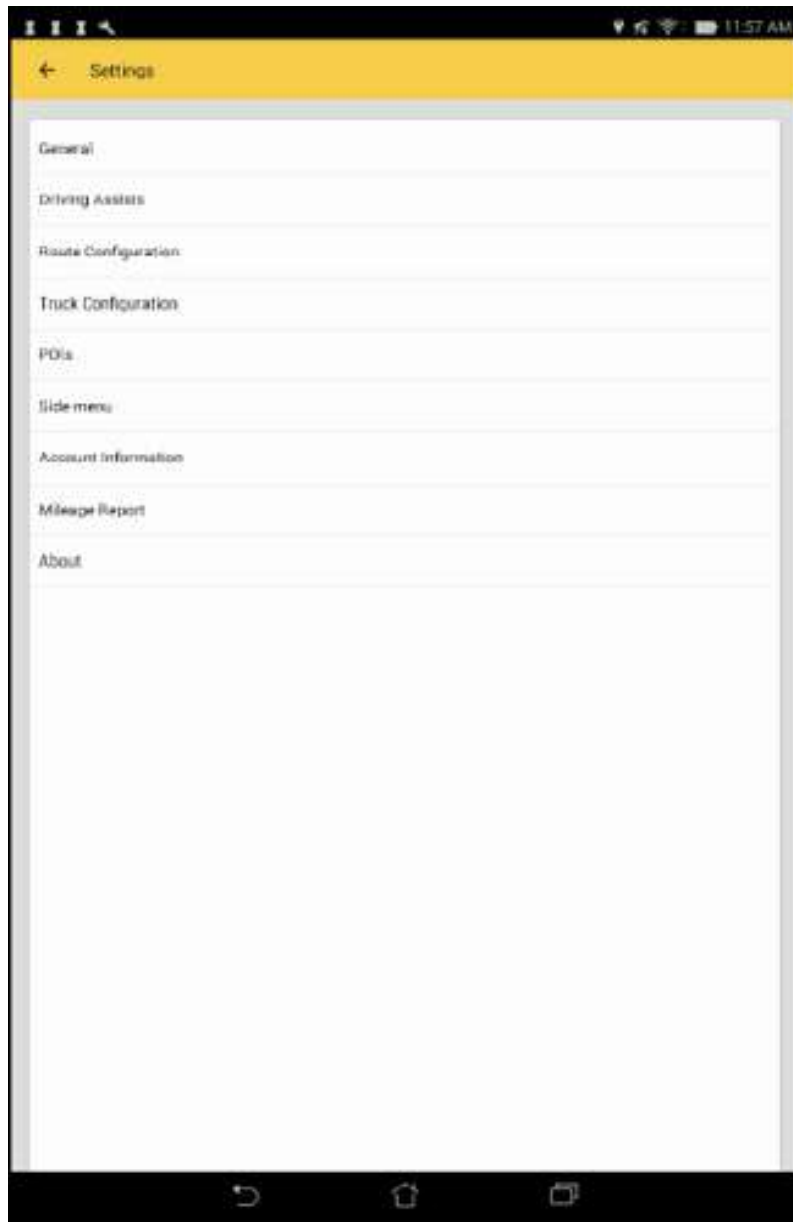 11:57 AM
Settings
General
Driving Assists
Route Configuration
Truck Configuration
POIs
Side menu
Account Information
Mileage Report
About